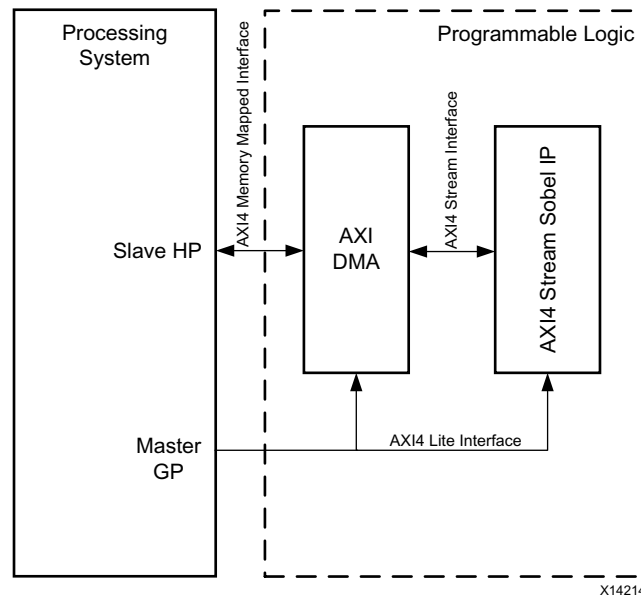 Processing
System
Programmable Logic
AXI4 Memory Mapped Interface
AXI4 Stream Interface
AXI4 Stream Sobel IP
AXI
DMA
Slave HP
Master
GP
AXI4 Lite Interface
X14214